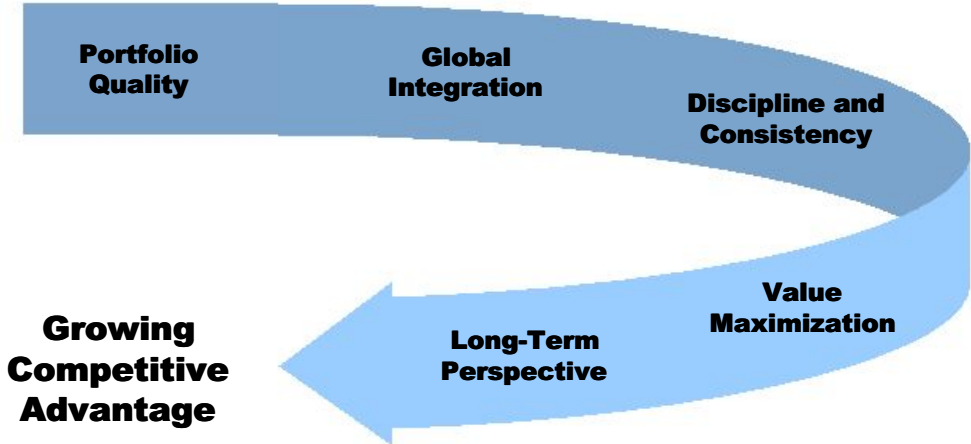 Portfolio
Quality
Global
Integration
Discipline and
Consistency
Value
Maximization
Long-Term
Perspective
Growing
Competitive
Advantage